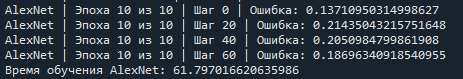 AlexNet | Эпоха 10 из 10 | Шаг 0 | Ошибка: 0.13710950314998627
AlexNet | Эпоха 10 из 10 | Шаг 20 | Ошибка: 0.21435043215751648
AlexNet | Эпоха 10 из 10 | Шаг 40 | Ошибка: 0.2050984799861908
AlexNet | Эпоха 10 из 10 | Шаг 60 | Ошибка: 0.18696340918540955
Время обучения AlexNet: 61.797016620635986